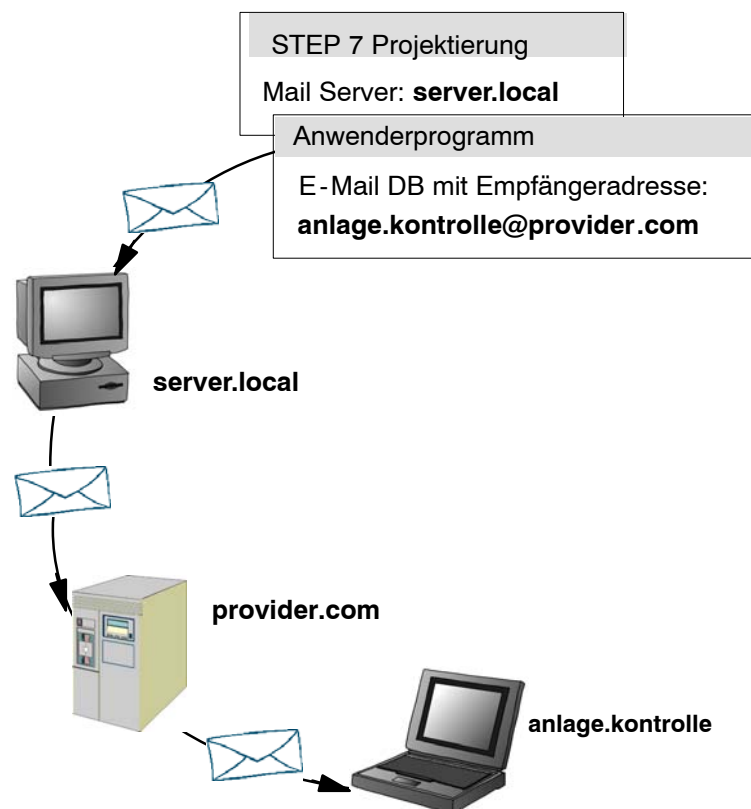 STEP 7 Projektierung
Mail Server: server.local
Anwenderprogramm
E-Mail DB mit Empfängeradresse:
anlage.kontrolle@provider.com
server.local
provider.com
anlage.kontrolle